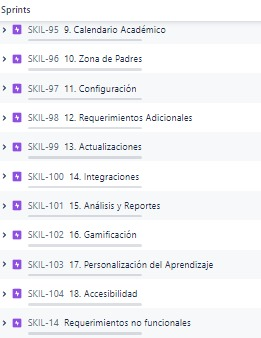 Sprints
SKIL-95 9. Calendario Académico
SKIL-96 10. Zona de Padres
SKIL-97 11. Configuración
SKIL-98 12. Requerimientos Adicionales
SKIL-99 13. Actualizaciones
SKIL-100 14. Integraciones
SKIL-101 15. Análisis y Reportes
SKIL-102 16. Gamificación
SKIL-103 17. Personalización del Aprendizaje
SKIL-104 18. Accesibilidad
SKIL-14 Requerimientos no funcionales